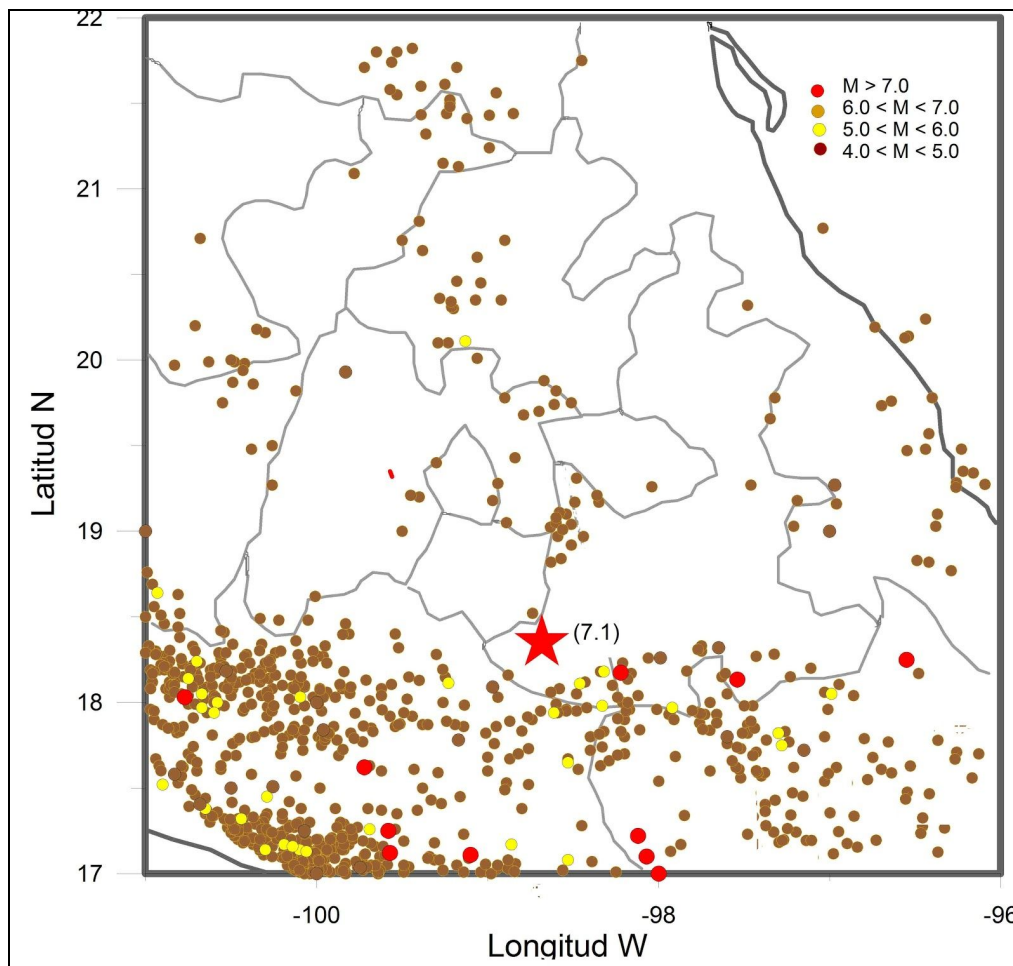 22
M > 7.0
6.0 < M < 7.0
5.0 < M < 6.0
4.0 < M < 5.0
21
20
Latitud N
19
(7.1)
18
17
-100
-98
-96
Longitud W